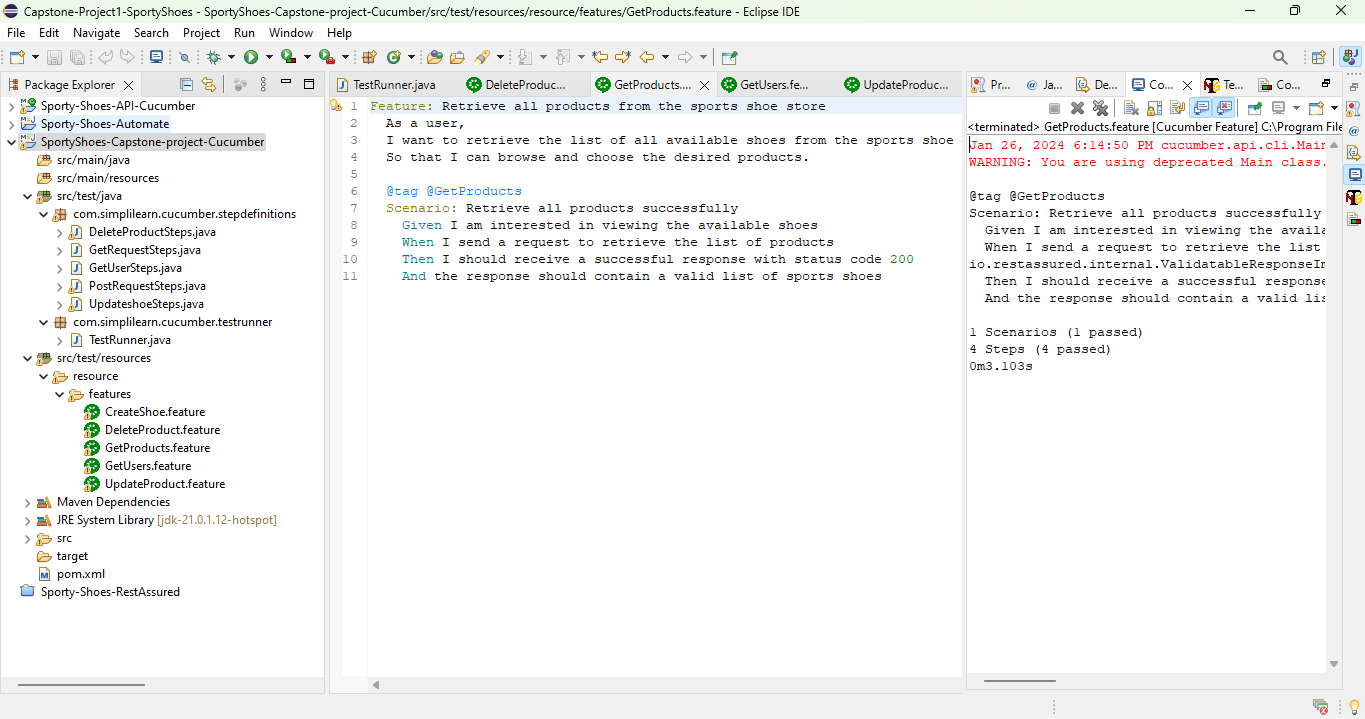 Capstone-Project1-SportyShoes - SportyShoes-Capstone-project-Cucumber/src/test/resources/resource/features/GetProducts.feature - Eclipse IDE
File Edit Navigate Search Project Run Window Help
Package Explorer
Sporty-Shoes-API-Cucumber
Sporty-Shoes-Automate
SportyShoes-Capstone-project-Cucumber
src/main/java
src/main/resources
src/test/java
com.simplilearn.cucumber.stepdefinitions
DeleteProductSteps.java
GetRequestSteps.java
GetUserSteps.java
PostRequestSteps.java
UpdateshoeSteps.java
com.simplilearn.cucumber.testrunner
TestRunner.java
src/test/resources
resource
features
CreateShoe.feature
DeleteProduct.feature
GetProducts.feature
GetUsers.feature
UpdateProduct.feature
Maven Dependencies
JRE System Library [jdk-21.0.1.12-hotspot]
src
target
pom.xml
Sporty-Shoes-RestAssured
TestRunner.java DeleteProduc... GetProducts.... GetUsers.fe... UpdateProduc...
1 Feature: Retrieve all products from the sports shoe store
2 As a user,
3 I want to retrieve the list of all available shoes from the sports shoe
4 So that I can browse and choose the desired products.
5
6 @tag @GetProducts
7 Scenario: Retrieve all products successfully
8 Given I am interested in viewing the available shoes
9 When I send a request to retrieve the list of products
10 Then I should receive a successful response with status code 200
11 And the response should contain a valid list of sports shoes
Pr... Ja... De... Co... Te... Co...
<terminated> GetProducts.feature [Cucumber Feature] C:\Program File
Jan 26, 2024 6:14:50 PM cucumber.api.cli.Main
WARNING: You are using deprecated Main class.
@tag @GetProducts
Scenario: Retrieve all products successfully
Given I am interested in viewing the availa
When I send a request to retrieve the list
io.restassured.internal.ValidatableResponseIm
Then I should receive a successful response
And the response should contain a valid lis
1 Scenarios (1 passed)
4 Steps (4 passed)
0m3.103s